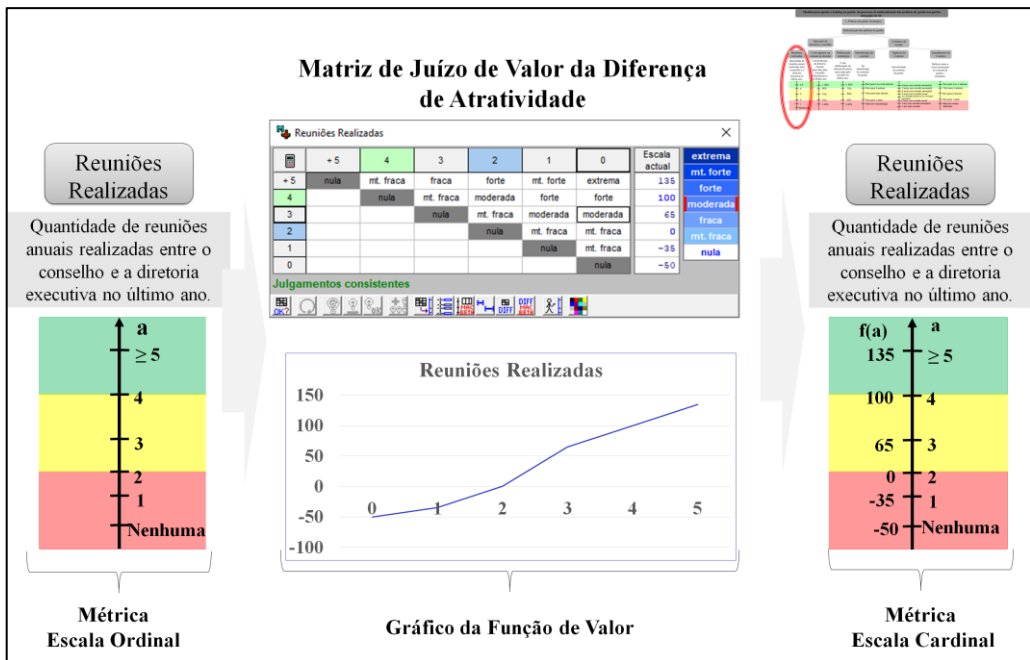 Matriz de Juízo de Valor da Diferença
de Atratividade
Reuniões
Realizadas
Quantidade de reuniões
anuais realizadas entre o
conselho e a diretoria
executiva no último ano.
a
≥ 5
4
3
2
1
Nenhuma
Métrica
Escala Ordinal
Reuniões Realizadas
+ 5 4 3 2 1 0 Escala actual
+ 5 nula mt. fraca fraca forte mt. forte extrema 135
4 nula mt. fraca moderada forte forte 100
3 nula mt. fraca moderada moderada 65
2 nula mt. fraca mt. fraca 0
1 nula mt. fraca -35
0 nula -50
extrema
mt. forte
forte
moderada
fraca
mt. fraca
nula
Julgamentos consistentes
Reuniões Realizadas
150
100
50
0
-50
-100
0 1 2 3 4 5
Gráfico da Função de Valor
Reuniões
Realizadas
Quantidade de reuniões
anuais realizadas entre o
conselho e a diretoria
executiva no último ano.
f(a) a
135 ≥ 5
100 4
65 3
0 2
-35 1
-50 Nenhuma
Métrica
Escala Cardinal